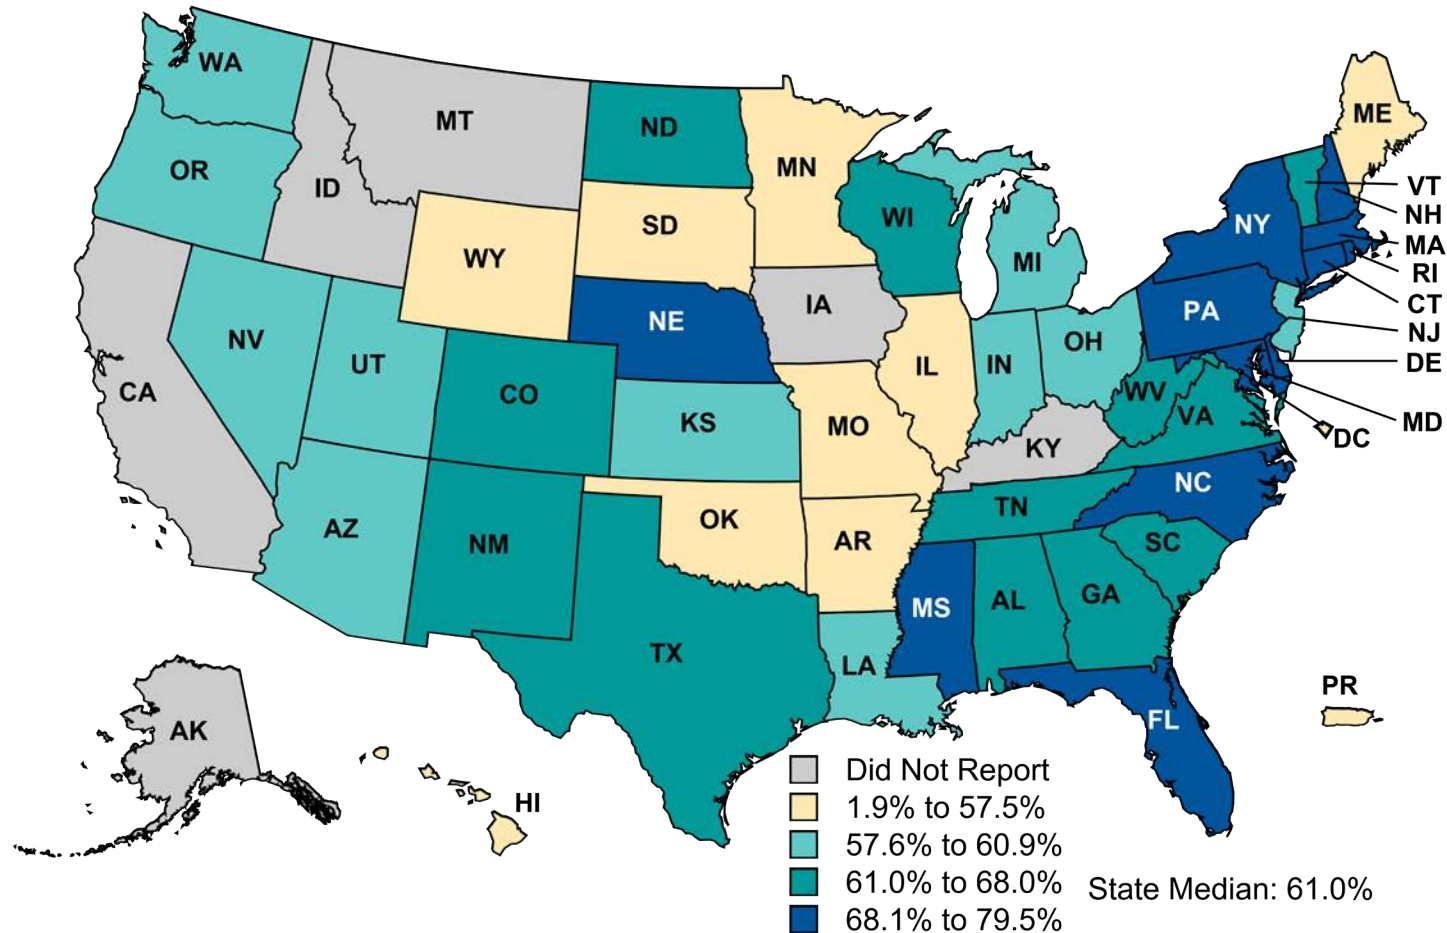 WA
MT
ND
MN
ME
OR
ID
SD
WI
VT
NH
NY
MA
WY
MI
RI
IA
CT
NE
PA
NJ
NV
OH
DE
UT
IL
IN
CA
CO
WV
MD
KS
MO
VA
DC
KY
NC
TN
OK
AZ
NM
AR
SC
MS
AL
GA
TX
LA
PR
FL
AK
HI
Did Not Report
1.9% to 57.5%
57.6% to 60.9%
61.0% to 68.0%
State Median: 61.0%
68.1% to 79.5%